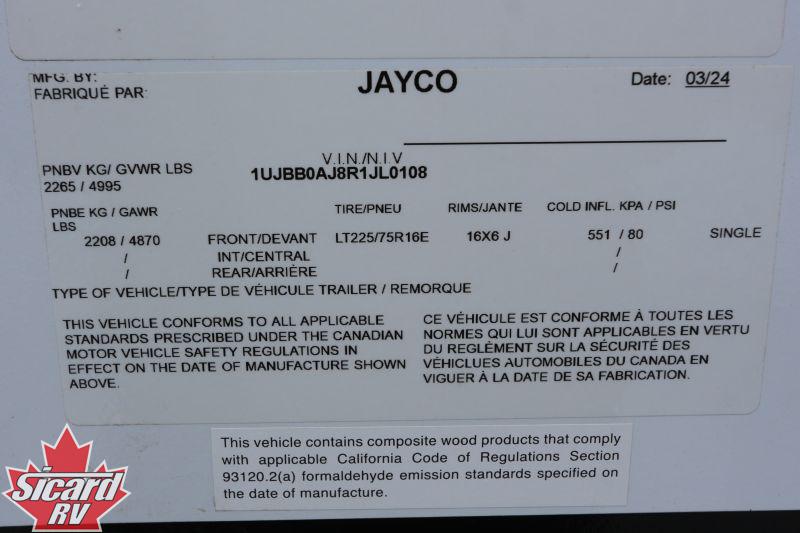 MFG. BY:
FABRIQUÉ PAR:
JAYCO
Date: 03/24
V.I.N./N.I.V
PNBV KG/ GVWR LBS
2265 / 4995
1UJBB0AJ8R1JL0108
PNBE KG / GAWR
LBS
TIRE/PNEU RIMS/JANTE COLD INFL. KPA / PSI
2208 / 4870 FRONT/DEVANT LT225/75R16E 16X6 J 551 / 80 SINGLE
/ INT/CENTRAL /
/ REAR/ARRIÈRE /
TYPE OF VEHICLE/TYPE DE VÉHICULE TRAILER / REMORQUE
THIS VEHICLE CONFORMS TO ALL APPLICABLE
STANDARDS PRESCRIBED UNDER THE CANADIAN
MOTOR VEHICLE SAFETY REGULATIONS IN
EFFECT ON THE DATE OF MANUFACTURE SHOWN
ABOVE.
CE VÉHICULE EST CONFORME À TOUTES LES
NORMES QUI LUI SONT APPLICABLES EN VERTU
DU REGLÉMENT SUR LA SÉCURITÉ DES
VÉHICLUES AUTOMOBILES DU CANADA EN
VIGUER À LA DATE DE SA FABRICATION.
This vehicle contains composite wood products that comply
with applicable California Code of Regulations Section
93120.2(a) formaldehyde emission standards specified on
the date of manufacture.
Sicard
RV